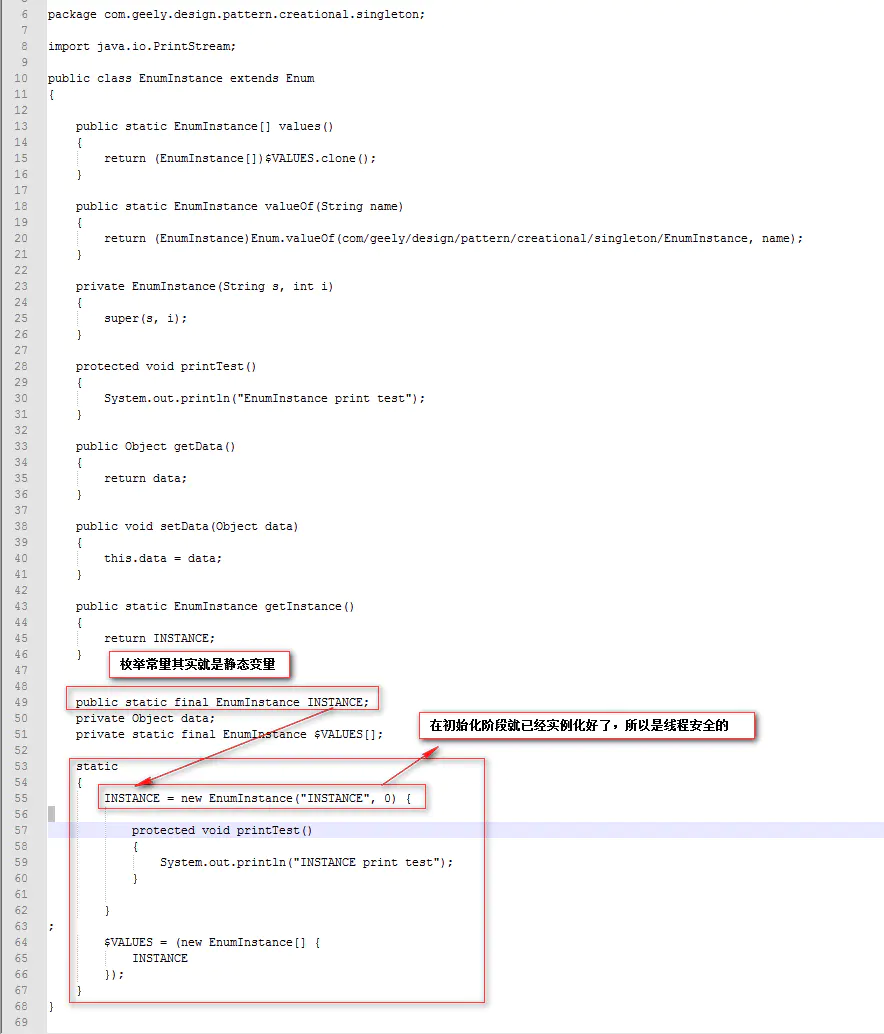 6 package com.geely.design.pattern.creational.singleton;
7
8 import java.io.PrintStream;
9
10 public class EnumInstance extends Enum
11 {
12
13 public static EnumInstance[] values()
14 {
15 return (EnumInstance[])$VALUES.clone();
16 }
17
18 public static EnumInstance valueOf(String name)
19 {
20 return (EnumInstance)Enum.valueOf(com/geely/design/pattern/creational/singleton/EnumInstance, name);
21 }
22
23 private EnumInstance(String s, int i)
24 {
25 super(s, i);
26 }
27
28 protected void printTest()
29 {
30 System.out.println("EnumInstance print test");
31 }
32
33 public Object getData()
34 {
35 return data;
36 }
37
38 public void setData(Object data)
39 {
40 this.data = data;
41 }
42
43 public static EnumInstance getInstance()
44 {
45 return INSTANCE;
46 }
枚举常量其实就是静态变量
47
48
49 public static final EnumInstance INSTANCE;
50 private Object data;
在初始化阶段就已经实例化好了，所以是线程安全的
51 private static final EnumInstance $VALUES[];
52
53 static
54 {
55 INSTANCE = new EnumInstance("INSTANCE", 0) {
56
57 protected void printTest()
58 {
59 System.out.println("INSTANCE print test");
60 }
61
62 }
63 ;
64 $VALUES = (new EnumInstance[] {
65 INSTANCE
66 });
67 }
68 }
69